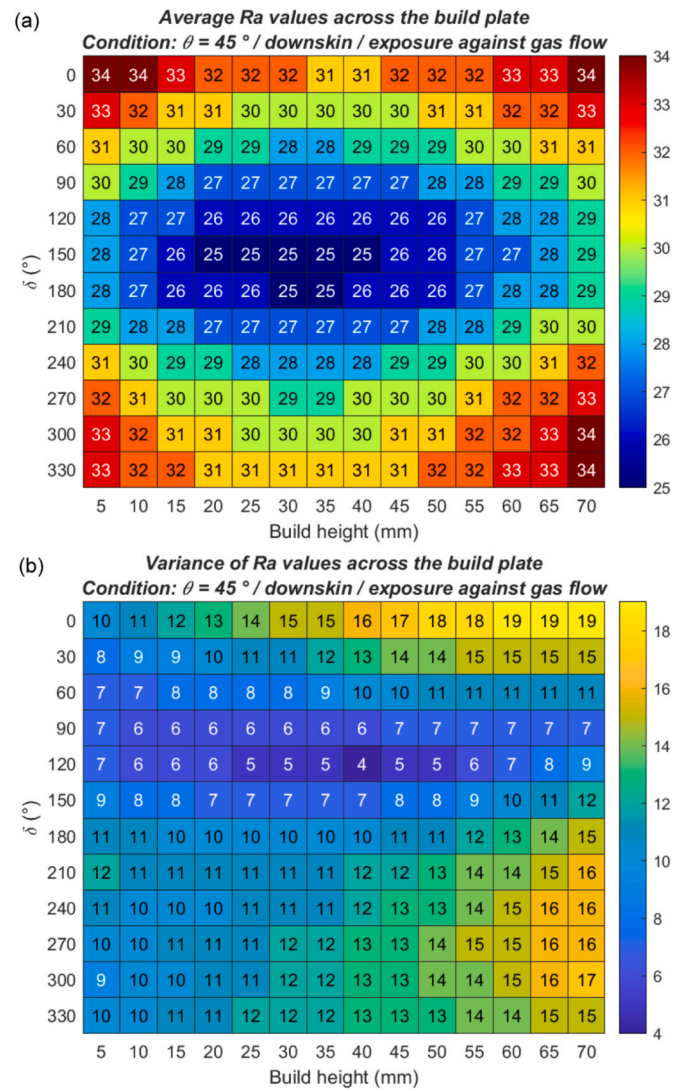 (a)
Average Ra values across the build plate
Condition: θ = 45 ° / downskin / exposure against gas flow
0 34 34 33 32 32 32 31 31 32 32 32 33 33 34
30 33 32 31 31 30 30 30 30 30 31 31 32 32 33
60 31 30 30 29 29 28 28 29 29 29 30 30 31 31
90 30 29 28 27 27 27 27 27 27 28 28 29 29 30
120 28 27 27 26 26 26 26 26 26 26 27 28 28 29
150 28 27 26 25 25 25 25 25 26 26 27 27 28 29
180 28 27 26 26 26 25 25 26 26 26 27 28 28 29
210 29 28 28 27 27 27 27 27 27 28 28 29 30 30
240 31 30 29 29 28 28 28 28 29 29 30 30 31 32
270 32 31 30 30 30 29 29 30 30 30 31 32 32 33
300 33 32 31 31 30 30 30 30 31 31 32 32 33 34
330 33 32 32 31 31 31 31 31 31 32 32 33 33 34
δ (°)
5 10 15 20 25 30 35 40 45 50 55 60 65 70
Build height (mm)
34
33
32
31
30
29
28
27
26
25
(b)
Variance of Ra values across the build plate
Condition: θ = 45 ° / downskin / exposure against gas flow
0 10 11 12 13 14 15 15 16 17 18 18 19 19 19
30 8 9 9 10 11 11 12 13 14 14 15 15 15 15
60 7 7 8 8 8 8 9 10 10 11 11 11 11 11
90 7 6 6 6 6 6 6 6 7 7 7 7 7 7
120 7 6 6 6 5 5 5 4 5 5 6 7 8 9
150 9 8 8 7 7 7 7 7 8 8 9 10 11 12
180 11 11 10 10 10 10 10 10 11 11 12 13 14 15
210 12 11 11 11 11 11 11 12 12 13 14 14 15 16
240 11 10 10 10 11 11 11 12 13 13 14 15 16 16
270 10 10 11 11 11 12 12 13 13 14 15 15 16 16
300 9 10 10 11 11 12 12 13 13 14 14 15 16 17
330 10 10 11 11 12 12 12 13 13 13 14 14 15 15
δ (°)
5 10 15 20 25 30 35 40 45 50 55 60 65 70
Build height (mm)
18
16
14
12
10
8
6
4